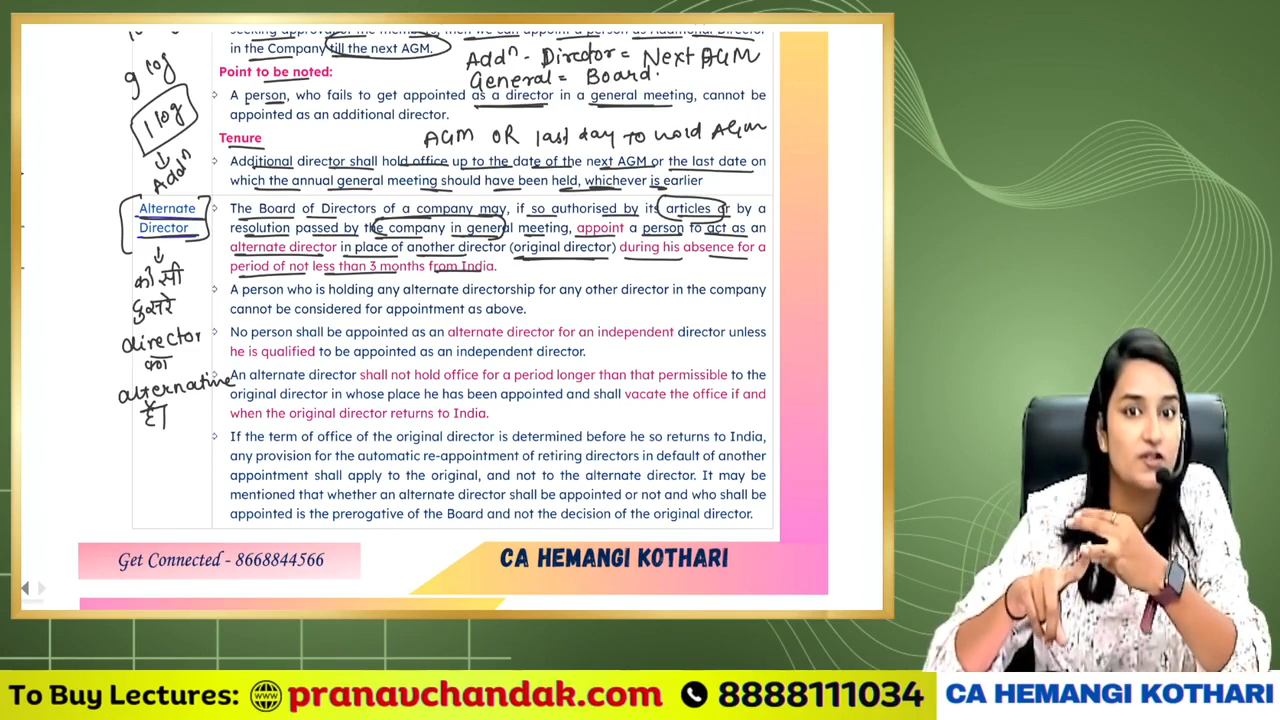 9 log
1 log
Addⁿ
in the Company till the next AGM.
Addⁿ - Director = Next AGM
Point to be noted:
General = Board.
A person, who fails to get appointed as a director in a general meeting, cannot be
appointed as an additional director.
Tenure
AGM OR last day to hold AGM
Additional director shall hold office up to the date of the next AGM or the last date on
which the annual general meeting should have been held, whichever is earlier
Alternate
Director
The Board of Directors of a company may, if so authorised by its articles or by a
resolution passed by the company in general meeting, appoint a person to act as an
alternate director in place of another director (original director) during his absence for a
period of not less than 3 months from India.
कोसी
दुसरे
director
का
alternative
है।
A person who is holding any alternate directorship for any other director in the company
cannot be considered for appointment as above.
No person shall be appointed as an alternate director for an independent director unless
he is qualified to be appointed as an independent director.
An alternate director shall not hold office for a period longer than that permissible to the
original director in whose place he has been appointed and shall vacate the office if and
when the original director returns to India.
If the term of office of the original director is determined before he so returns to India,
any provision for the automatic re-appointment of retiring directors in default of another
appointment shall apply to the original, and not to the alternate director. It may be
mentioned that whether an alternate director shall be appointed or not and who shall be
appointed is the prerogative of the Board and not the decision of the original director.
Get Connected - 8668844566
CA HEMANGI KOTHARI
To Buy Lectures: pranavchandak.com 8888111034
CA HEMANGI KOTHARI